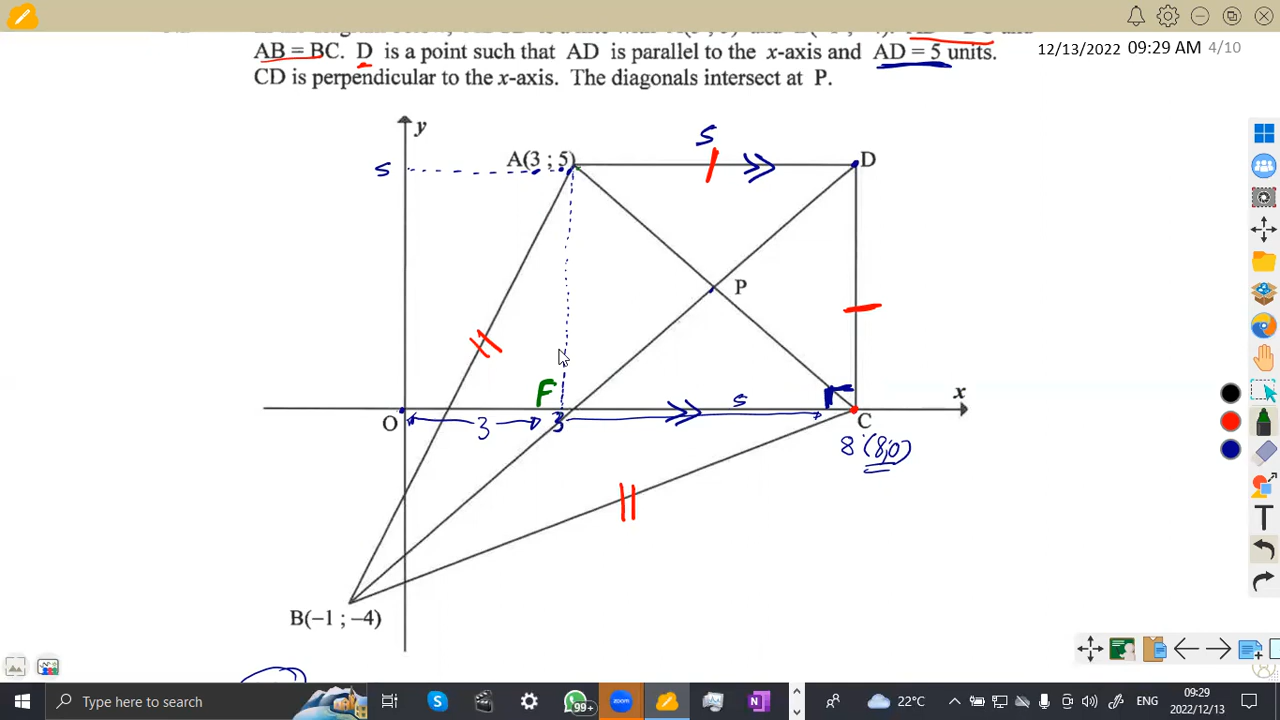 12/13/2022 09:29 AM 4/10
AB = BC. D is a point such that AD is parallel to the x-axis and AD = 5 units.
CD is perpendicular to the x-axis. The diagonals intersect at P.
y
5
A(3 ; 5)
D
5
P
F
5
x
O
3
3
C
8 (8;0)
B(−1 ; −4)
T
Type here to search
99+
zoom
22°C
ENG
09:29
2022/12/13